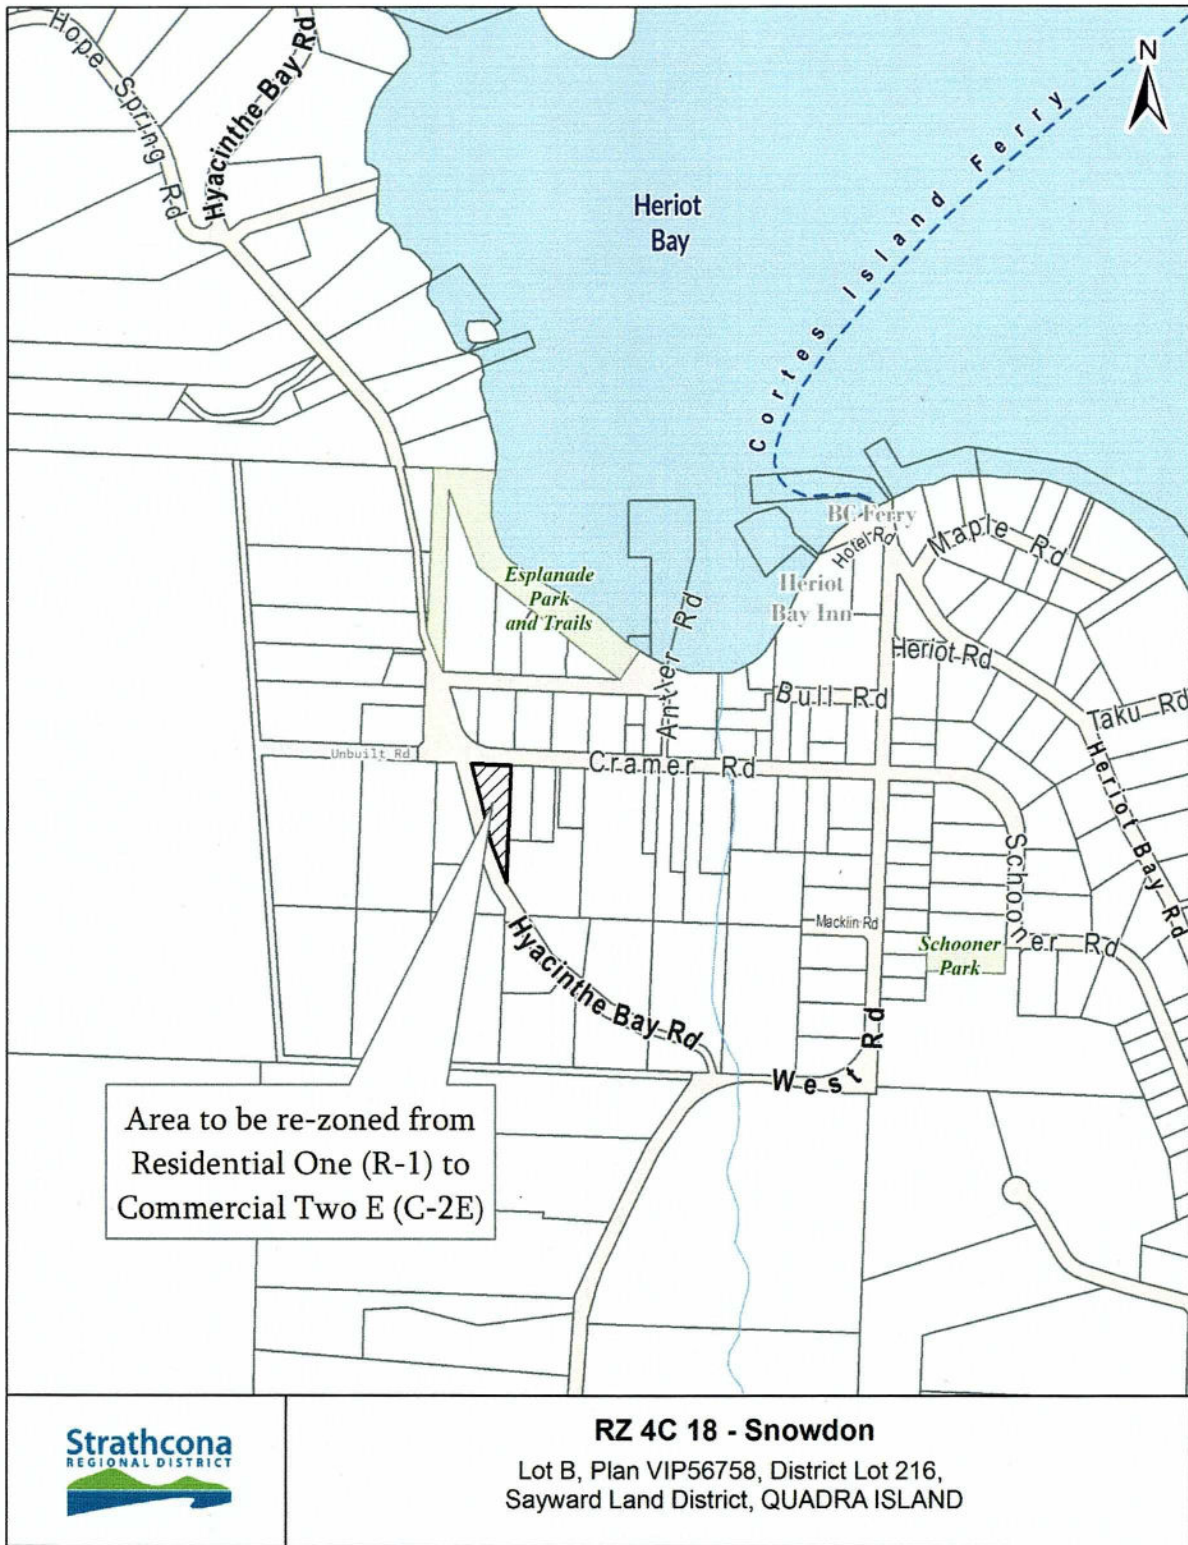 Hope Spring Rd
Hyacinthe Bay Rd
N
Cortes Island Ferry
Heriot
Bay
BC Ferry
Hotel Rd
Maple Rd
Heriot
Bay Inn
Esplanade
Park
and Trails
Antler Rd
Heriot Rd
Bull Rd
Taku Rd
Unbuilt Rd
Cramer Rd
Heriot Bay Rd
Schooner Rd
Macklin Rd
Schooner
Park
Hyacinthe Bay Rd
West Rd
Area to be re-zoned from
Residential One (R-1) to
Commercial Two E (C-2E)
Strathcona
REGIONAL DISTRICT
RZ 4C 18 - Snowdon
Lot B, Plan VIP56758, District Lot 216,
Sayward Land District, QUADRA ISLAND